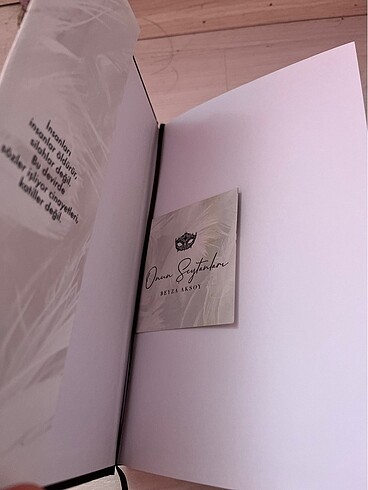 İnsanları
insanlar öldürür,
silahlar değil.
Bu devirde
sözler işliyor cinayetleri,
katiller değil.
Onun Şeytanları
BEYZA AKSOY